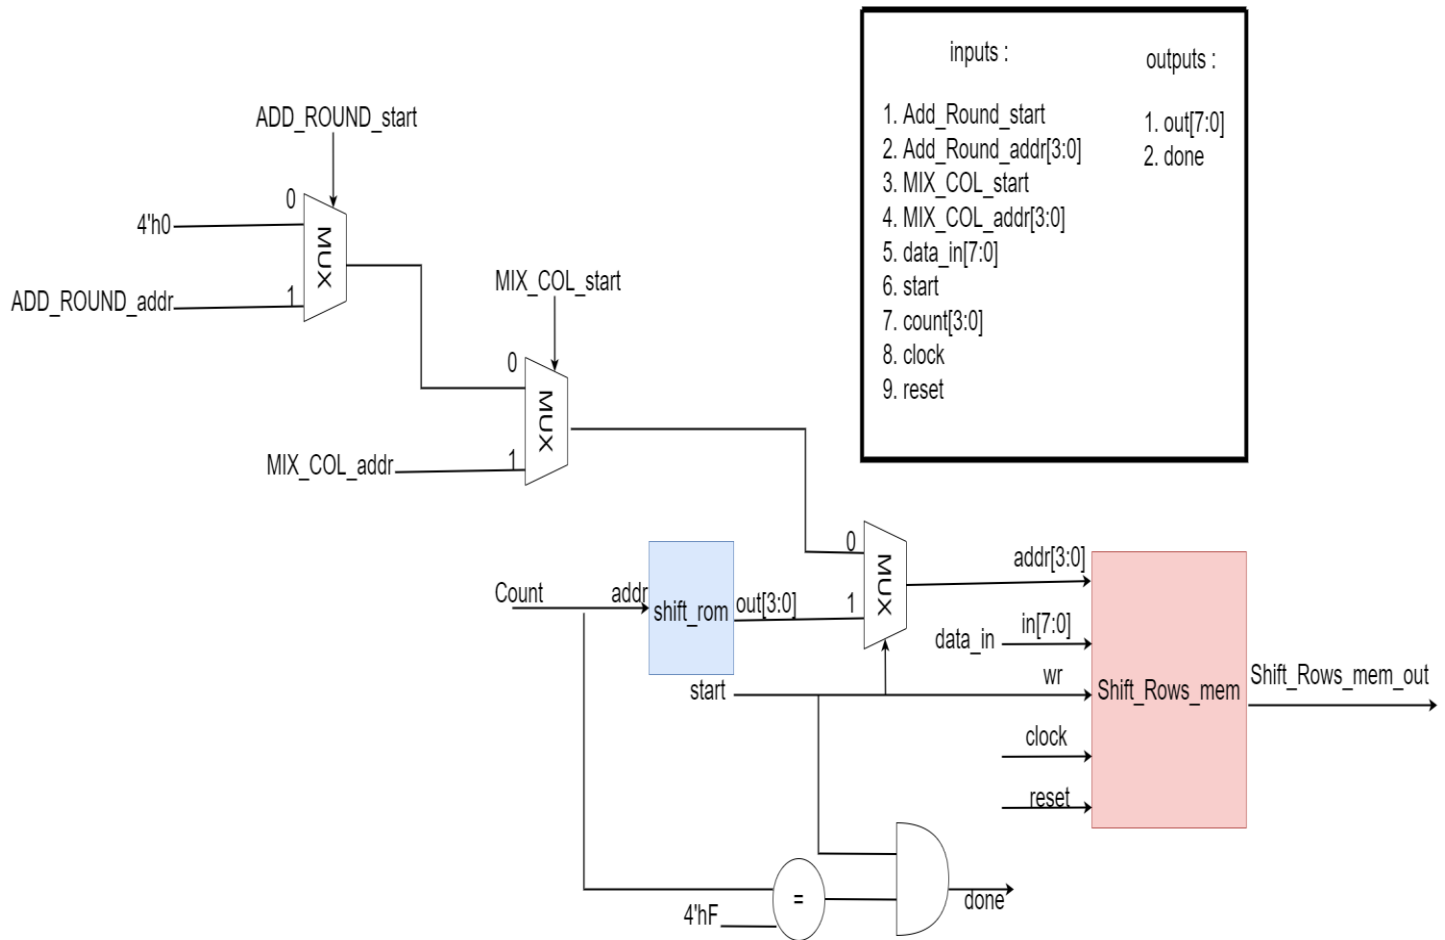 inputs :
outputs :
1. Add_Round_start
2. Add_Round_addr[3:0]
3. MIX_COL_start
4. MIX_COL_addr[3:0]
5. data_in[7:0]
6. start
7. count[3:0]
8. clock
9. reset
1. out[7:0]
2. done
ADD_ROUND_start
0
4'h0
MUX
ADD_ROUND_addr
1
MIX_COL_start
0
MUX
MIX_COL_addr
1
0
MUX
1
Count
addr
shift_rom
out[3:0]
start
addr[3:0]
in[7:0]
data_in
wr
Shift_Rows_mem
Shift_Rows_mem_out
clock
reset
=
4'hF
done